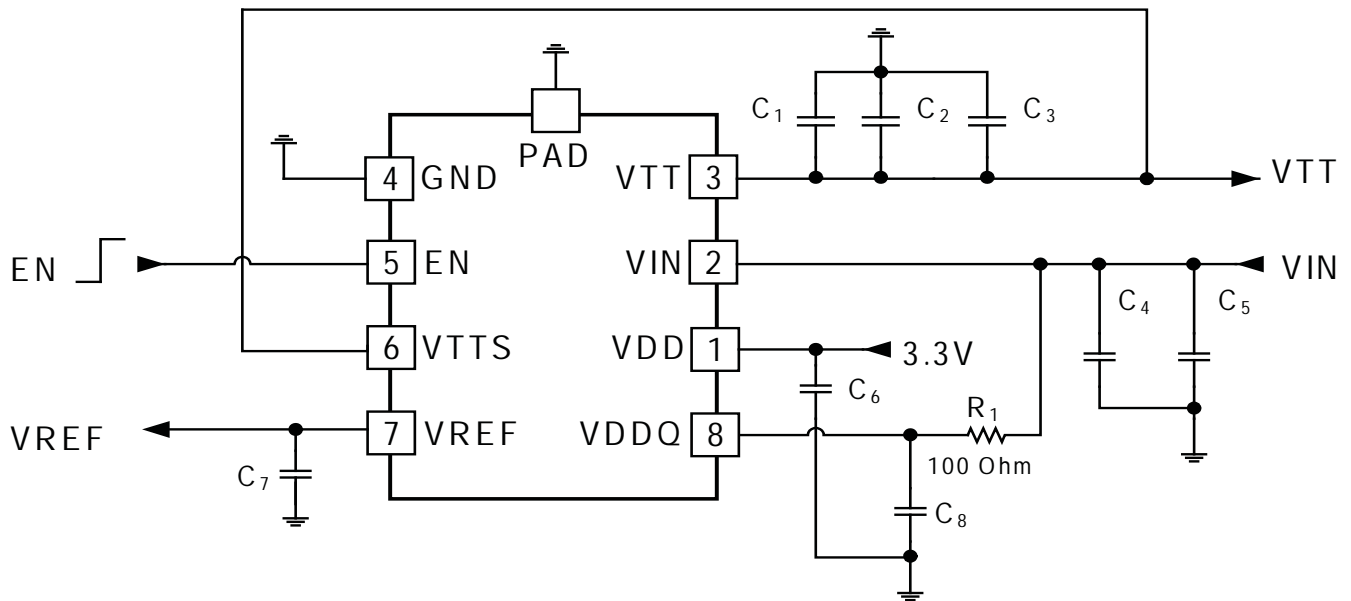 C₁ C₂ C₃
PAD
4 GND VTT 3 VTT
EN 5 EN VIN 2 VIN
C₄ C₅
6 VTTS VDD 1 3.3V
C₆
R₁
VREF 7 VREF VDDQ 8
100 Ohm
C₇
C₈